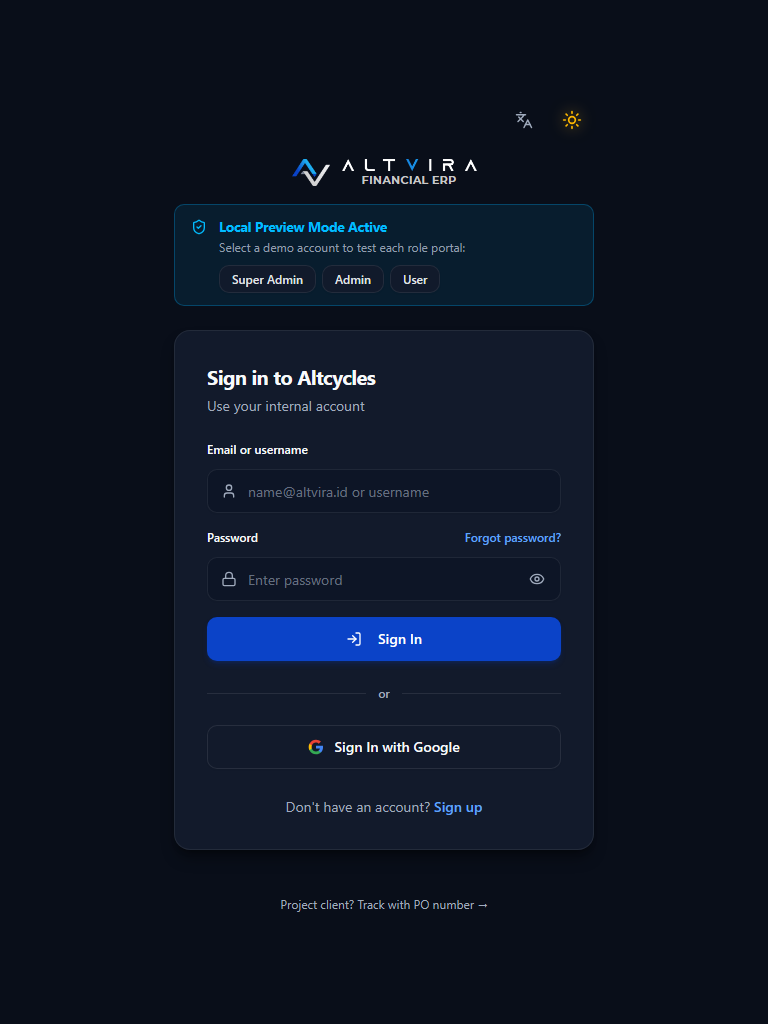 ALTVIRA
FINANCIAL ERP
Local Preview Mode Active
Select a demo account to test each role portal:
Super Admin Admin User
Sign in to Altcycles
Use your internal account
Email or username
name@altvira.id or username
Password Forgot password?
Enter password
Sign In
or
Sign In with Google
Don't have an account? Sign up
Project client? Track with PO number →